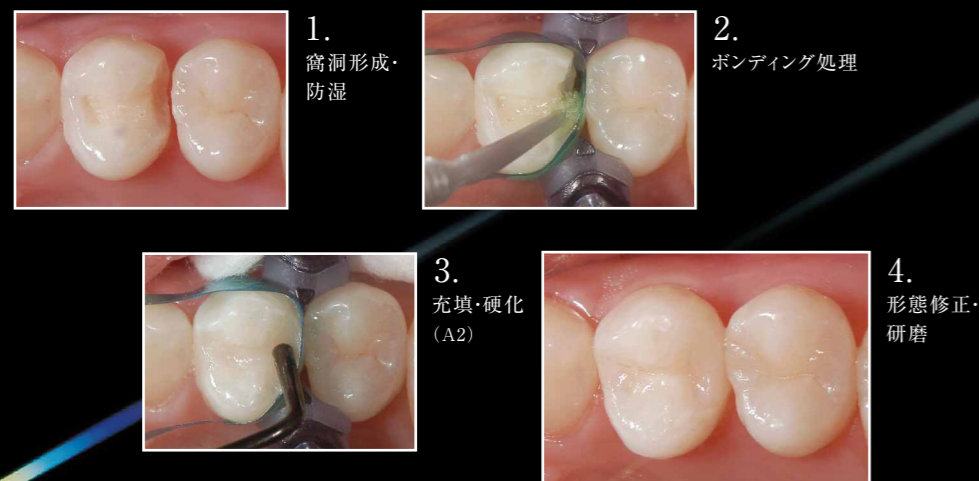 1.
窩洞形成・
防湿
2.
ボンディング処理
3.
充填・硬化
(A2)
4.
形態修正・
研磨